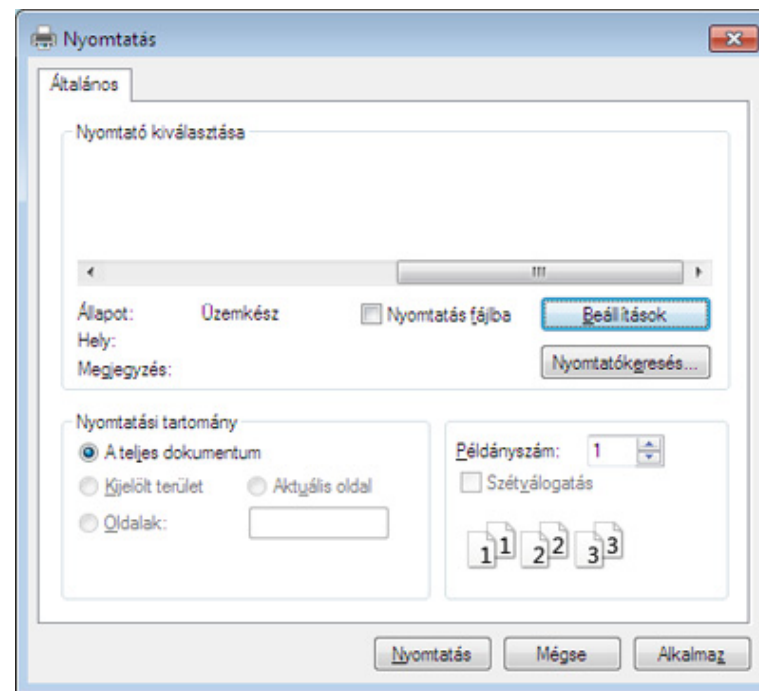 Nyomtatás
Általános
Nyomtató kiválasztása
Állapot: Üzemkész
Nyomtatás fájlba
Beállítások
Hely:
Megjegyzés:
Nyomtatókeresés...
Nyomtatási tartomány
A teljes dokumentum
Kijelölt terület Aktuális oldal
Oldalak:
Példányszám: 1
Szétválogatás
1 1 2 2 3 3
Nyomtatás Mégse Alkalmaz